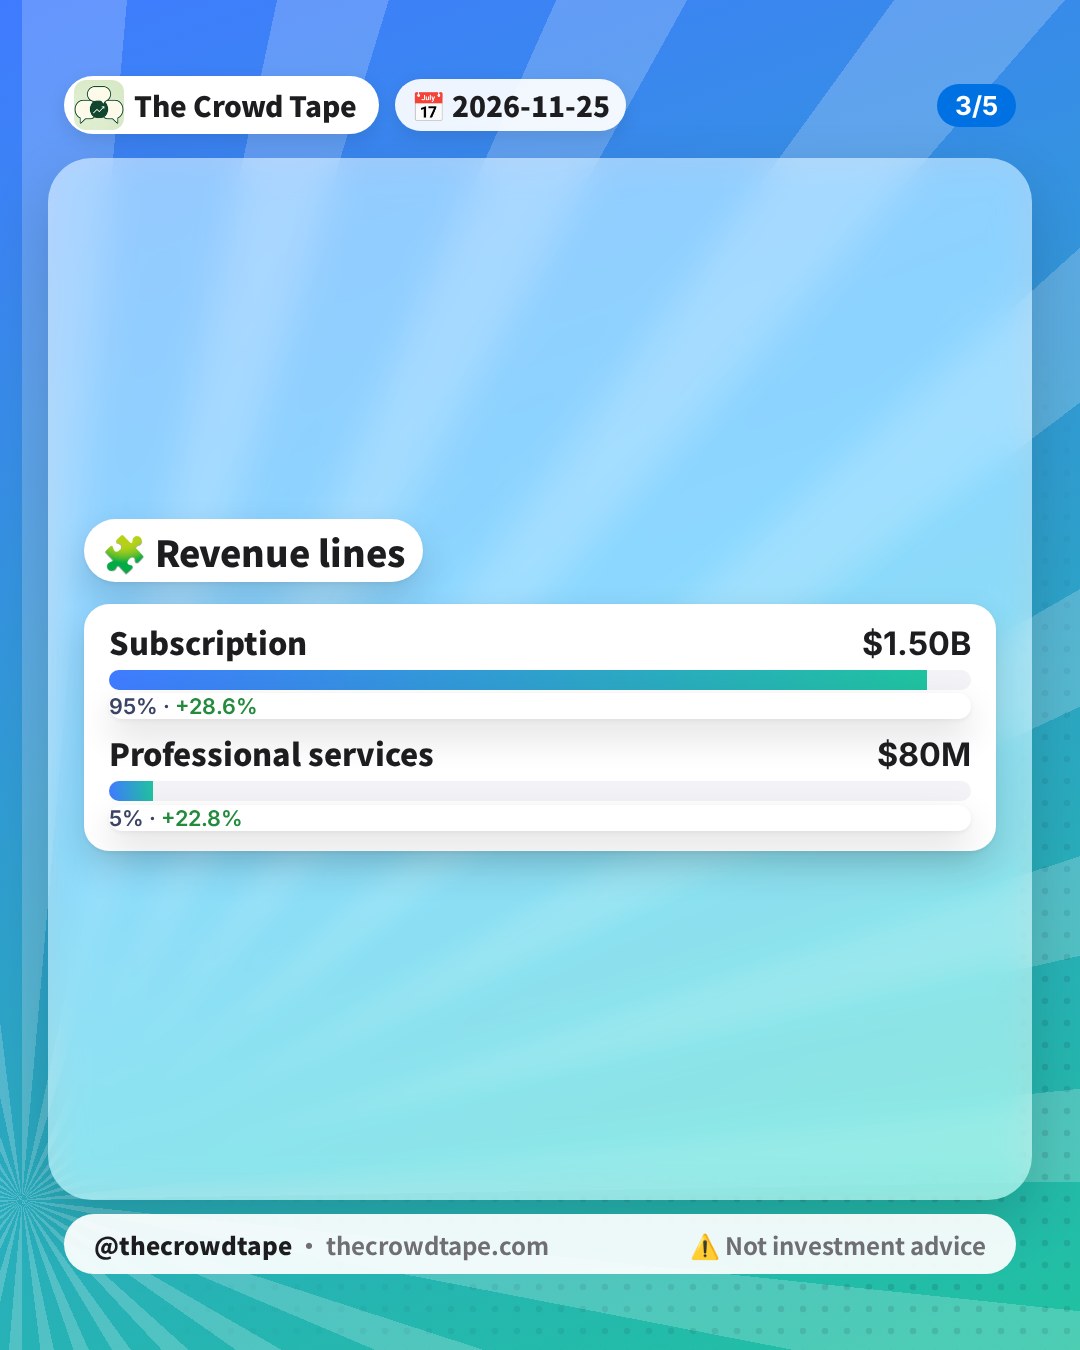 The Crowd Tape
July
2026-11-25
3/5
Revenue lines
Subscription $1.50B
95% · +28.6%
Professional services $80M
5% · +22.8%
@thecrowdtape • thecrowdtape.com
Not investment advice